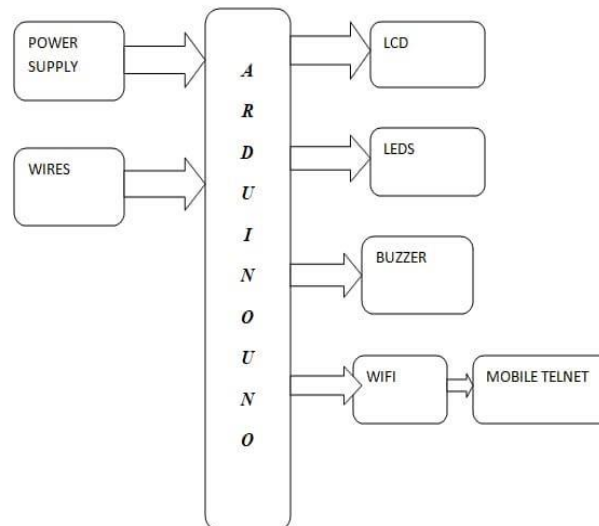 POWER
SUPPLY
WIRES
A
R
D
U
I
N
O
U
N
O
LCD
LEDS
BUZZER
WIFI
MOBILE TELNET